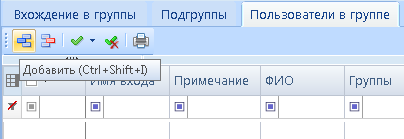 Вхождение в группы Подгруппы Пользователи в группе
Добавить (Ctrl+Shift+I)
Имя входа Примечание ФИО Группы